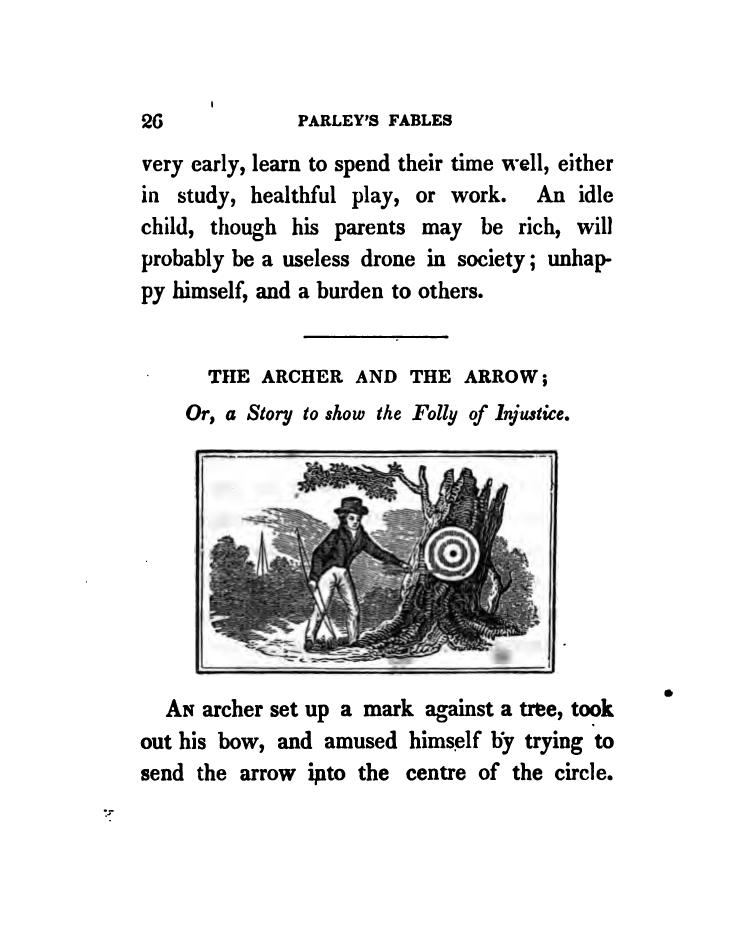 26 PARLEY'S FABLES
very early, learn to spend their time well, either
in study, healthful play, or work. An idle
child, though his parents may be rich, will
probably be a useless drone in society; unhap-
py himself, and a burden to others.
THE ARCHER AND THE ARROW;
Or, a Story to show the Folly of Injustice.
AN archer set up a mark against a tree, took
out his bow, and amused himself by trying to
send the arrow into the centre of the circle.